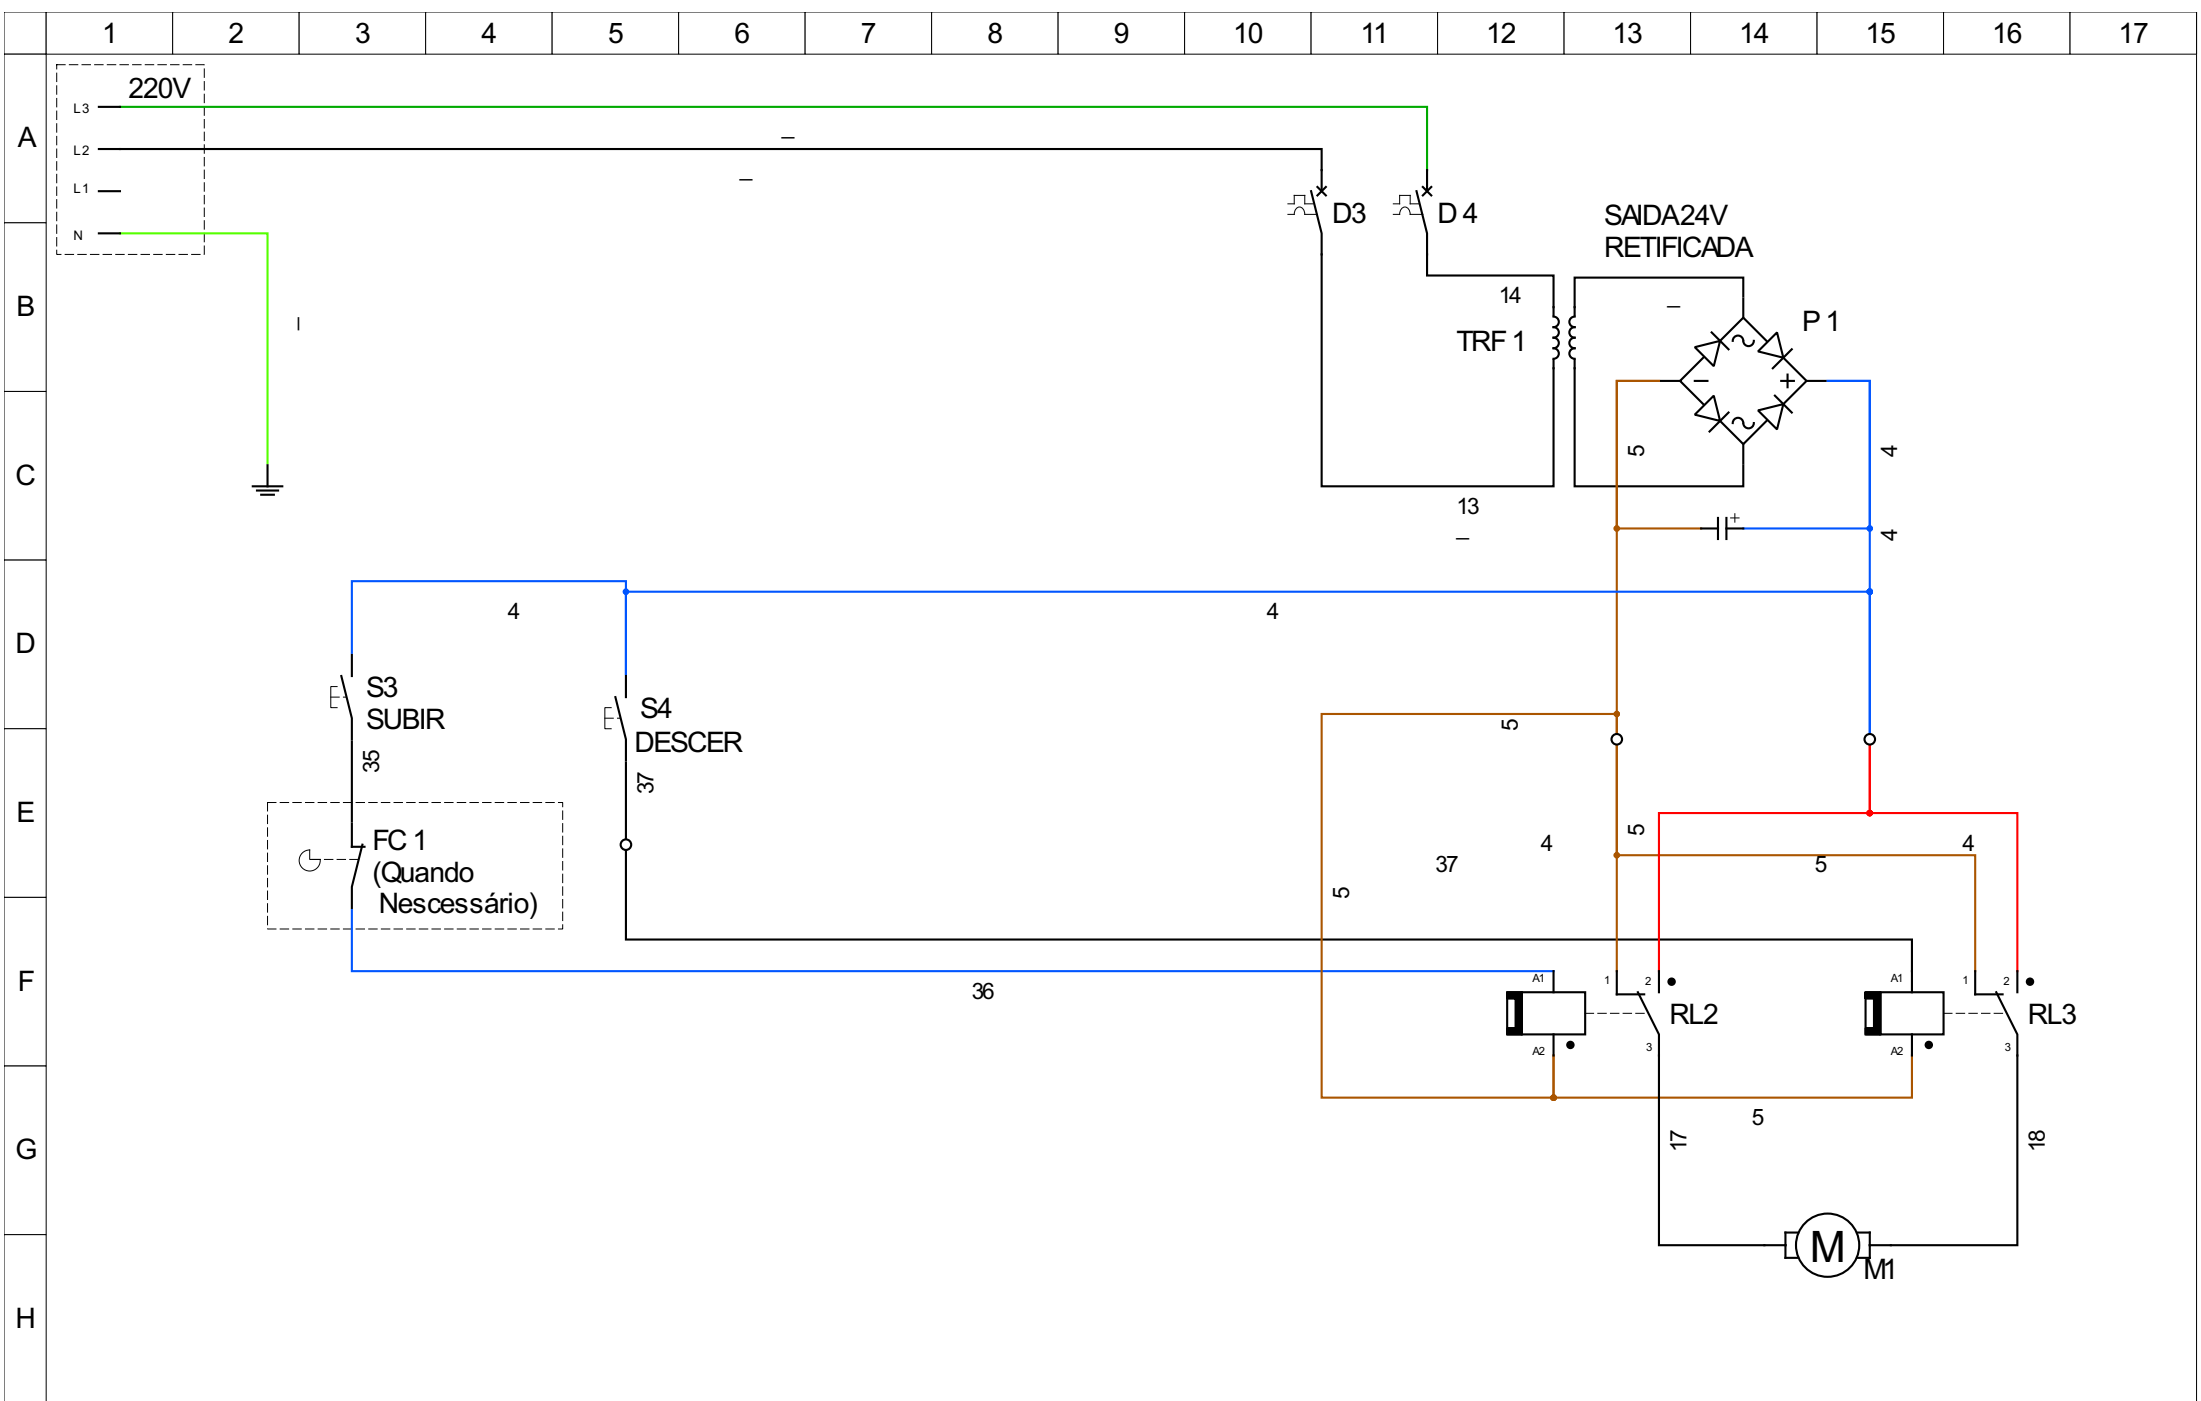 1 2 3 4 5 6 7 8 9 10 11 12 13 14 15 16 17
A
B
C
D
E
F
G
H
220V
L3
L2
L1
N
D3
D 4
SAIDA24V
RETIFICADA
14
TRF 1
P 1
5
4
13
4
4
4
S3
SUBIR
S4
DESCER
5
35
37
FC 1
(Quando
Nescessário)
4
5
4
37
5
5
36
A1
1
2
A1
1
2
RL2
RL3
A2
3
A2
3
5
17
18
M
M1